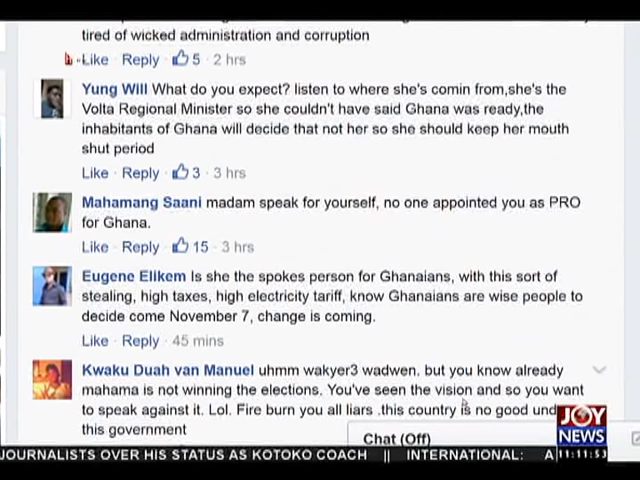 tired of wicked administration and corruption
Like · Reply · 5 · 2 hrs
Yung Will What do you expect? listen to where she's comin from,she's the
Volta Regional Minister so she couldn't have said Ghana was ready,the
inhabitants of Ghana will decide that not her so she should keep her mouth
shut period
Like · Reply · 3 · 3 hrs
Mahamang Saani madam speak for yourself, no one appointed you as PRO
for Ghana.
Like · Reply · 15 · 3 hrs
Eugene Elikem Is she the spokes person for Ghanaians, with this sort of
stealing, high taxes, high electricity tariff, know Ghanaians are wise people to
decide come November 7, change is coming.
Like · Reply · 45 mins
Kwaku Duah van Manuel uhmm wakyer3 wadwen. but you know already
mahama is not winning the elections. You've seen the vision and so you want
to speak against it. Lol. Fire burn you all liars .this country is no good und
this government
Chat (Off)
JOY
NEWS
JOURNALISTS OVER HIS STATUS AS KOTOKO COACH || INTERNATIONAL: A
11:11:53